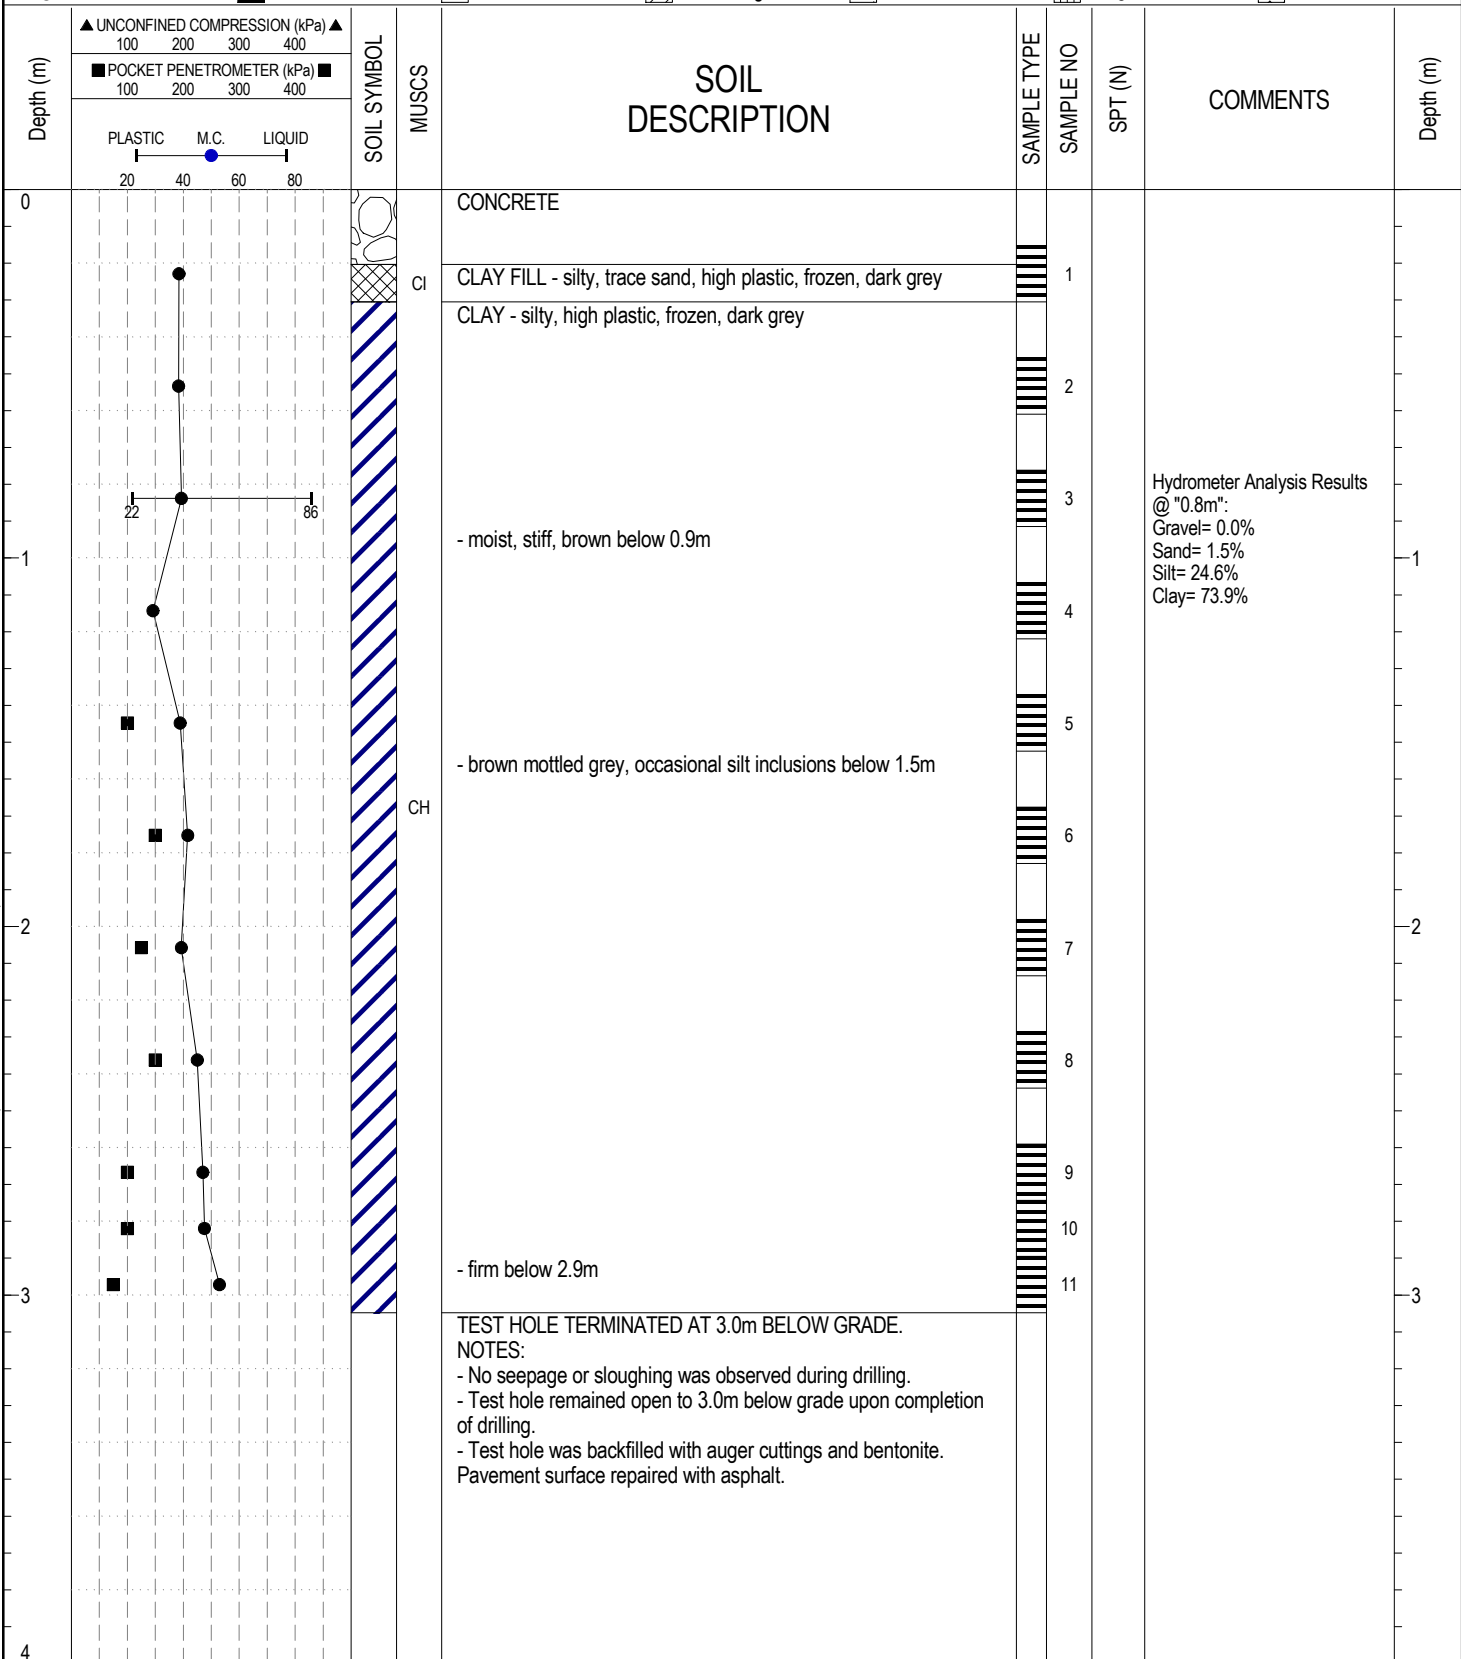 ▲ UNCONFINED COMPRESSION (kPa) ▲
100 200 300 400
■ POCKET PENETROMETER (kPa) ■
100 200 300 400
PLASTIC M.C. LIQUID
20 40 60 80
Depth (m)
SOIL SYMBOL
MUSCS
SOIL
DESCRIPTION
SAMPLE TYPE
SAMPLE NO
SPT (N)
COMMENTS
Depth (m)
0
CONCRETE
CI
CLAY FILL - silty, trace sand, high plastic, frozen, dark grey
1
CLAY - silty, high plastic, frozen, dark grey
2
22 86
3
Hydrometer Analysis Results
@ "0.8m":
Gravel= 0.0%
Sand= 1.5%
Silt= 24.6%
Clay= 73.9%
- moist, stiff, brown below 0.9m
1
1
4
5
- brown mottled grey, occasional silt inclusions below 1.5m
CH
6
2
2
7
8
9
10
- firm below 2.9m
11
3
3
TEST HOLE TERMINATED AT 3.0m BELOW GRADE.
NOTES:
- No seepage or sloughing was observed during drilling.
- Test hole remained open to 3.0m below grade upon completion
of drilling.
- Test hole was backfilled with auger cuttings and bentonite.
Pavement surface repaired with asphalt.
4